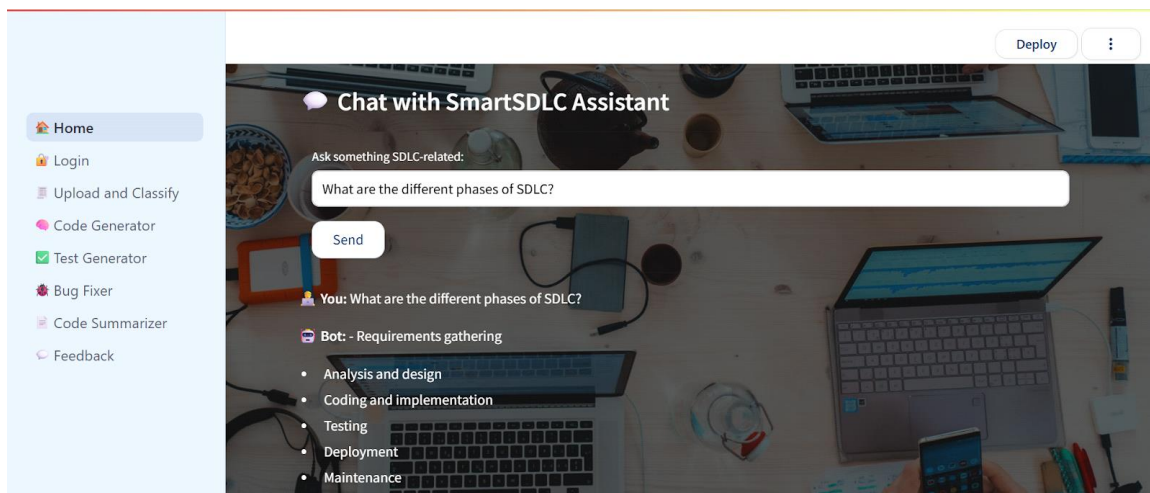 Deploy
Home
Login
Upload and Classify
Code Generator
Test Generator
Bug Fixer
Code Summarizer
Feedback
Chat with SmartSDLC Assistant
Ask something SDLC-related:
What are the different phases of SDLC?
Send
You: What are the different phases of SDLC?
Bot: - Requirements gathering
• Analysis and design
• Coding and implementation
• Testing
• Deployment
• Maintenance